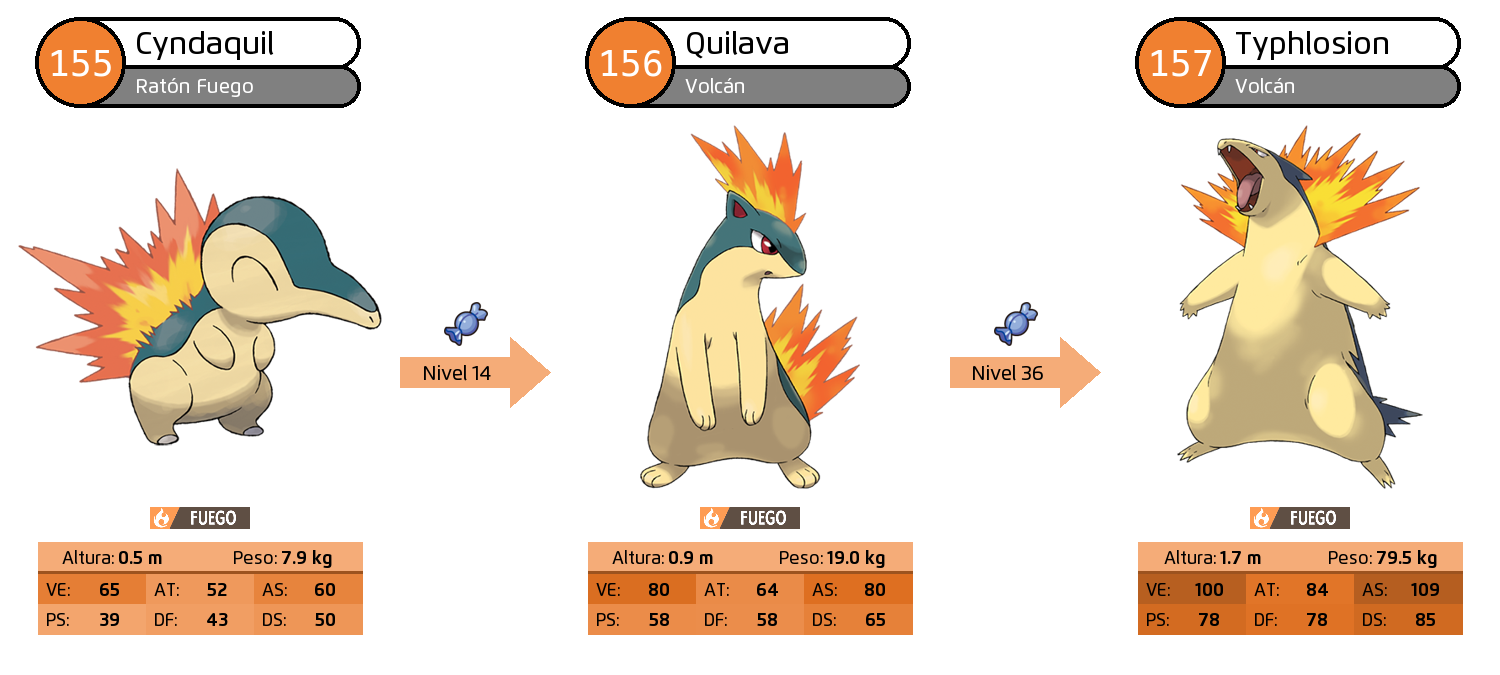 155 Cyndaquil
Ratón Fuego
156 Quilava
Volcán
157 Typhlosion
Volcán
Nivel 14
Nivel 36
FUEGO
Altura: 0.5 m Peso: 7.9 kg
VE: 65 AT: 52 AS: 60
PS: 39 DF: 43 DS: 50
FUEGO
Altura: 0.9 m Peso: 19.0 kg
VE: 80 AT: 64 AS: 80
PS: 58 DF: 58 DS: 65
FUEGO
Altura: 1.7 m Peso: 79.5 kg
VE: 100 AT: 84 AS: 109
PS: 78 DF: 78 DS: 85